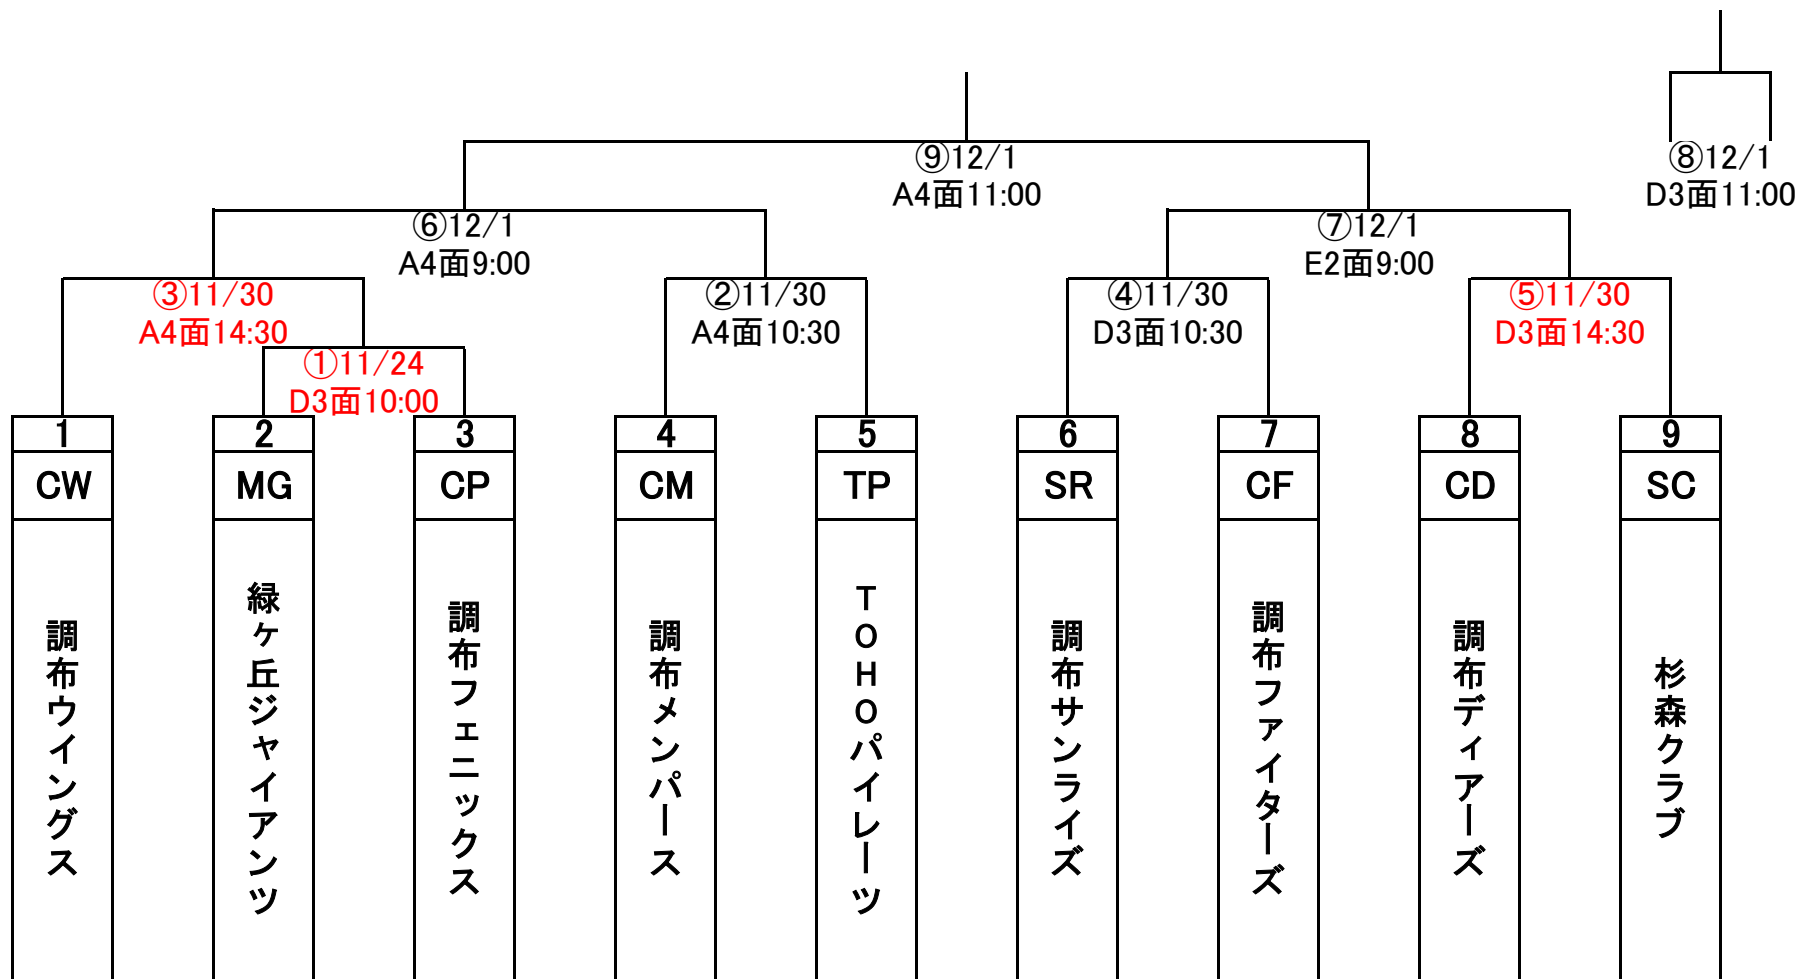 ⑨12/1
A4面11:00
⑧12/1
D3面11:00
⑥12/1
A4面9:00
⑦12/1
E2面9:00
③11/30
A4面14:30
②11/30
A4面10:30
④11/30
D3面10:30
⑤11/30
D3面14:30
①11/24
D3面10:00
1
2
3
4
5
6
7
8
9
CW
MG
CP
CM
TP
SR
CF
CD
SC
調布ウイングス
緑ヶ丘ジャイアンツ
調布フェニックス
調布メンパース
TOHOパイレーツ
調布サンライズ
調布ファイターズ
調布ディアーズ
杉森クラブ